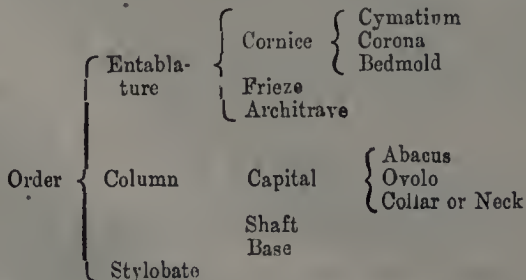 Cymatium
Cornice Corona
Entabla- Bedmold
ture Frieze
Architrave
Abacus
Order Column Capital Ovolo
Collar or Neck
Shaft
Base
Stylobate